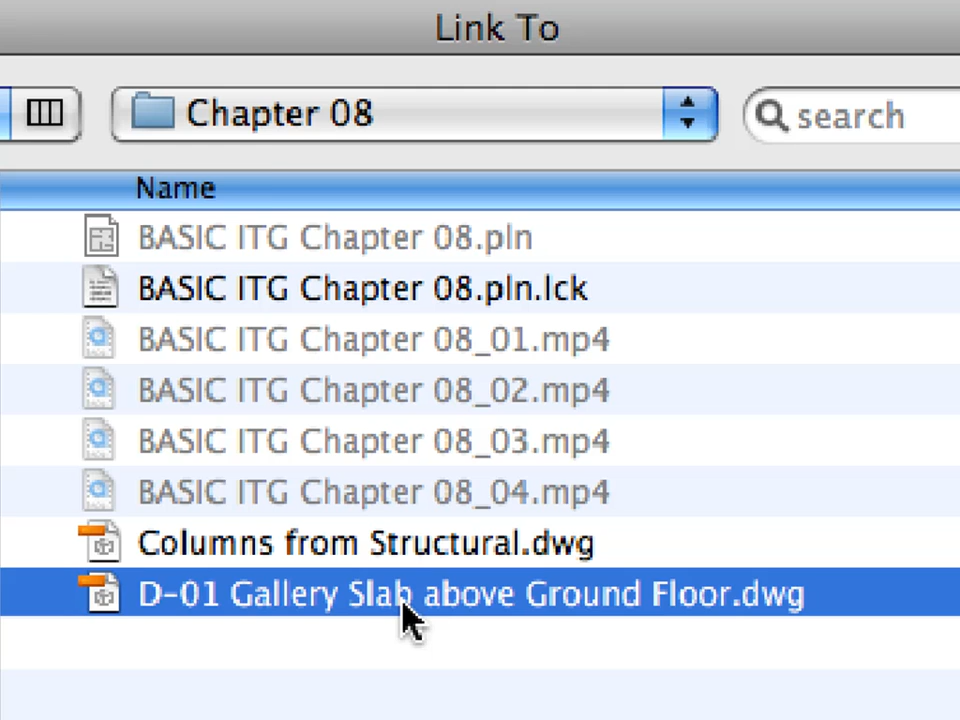 Link To
Chapter 08
search
Name
BASIC ITG Chapter 08.pln
BASIC ITG Chapter 08.pln.lck
BASIC ITG Chapter 08_01.mp4
BASIC ITG Chapter 08_02.mp4
BASIC ITG Chapter 08_03.mp4
BASIC ITG Chapter 08_04.mp4
Columns from Structural.dwg
D-01 Gallery Slab above Ground Floor.dwg